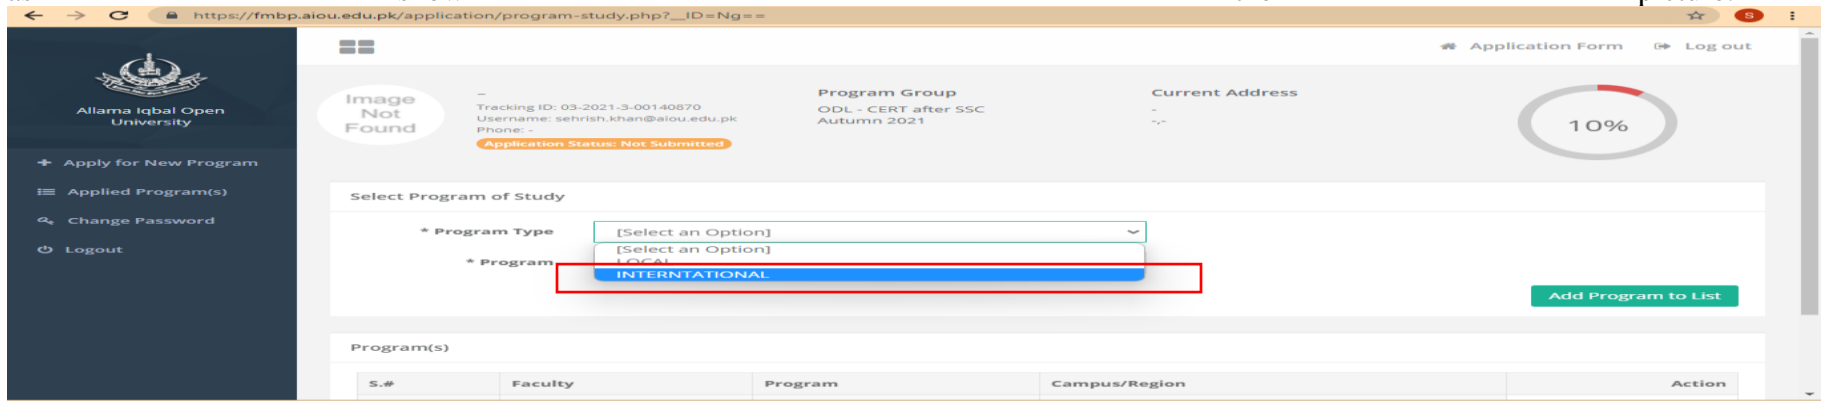 https://fmbp.aiou.edu.pk/application/program-study.php?__ID=Ng==
S
Application Form
Log out
Allama Iqbal Open
University
Apply for New Program
Applied Program(s)
Change Password
Logout
Image
Not
Found
–
Tracking ID: 03-2021-3-00140870
Username: sehrish.khan@aiou.edu.pk
Phone: -
Application Status: Not Submitted
Program Group
ODL - CERT after SSC
Autumn 2021
Current Address
-
-,-
10%
Select Program of Study
* Program Type
[Select an Option]
[Select an Option]
* Program
LOCAL
INTERNTATIONAL
Add Program to List
Program(s)
S.# Faculty Program Campus/Region Action